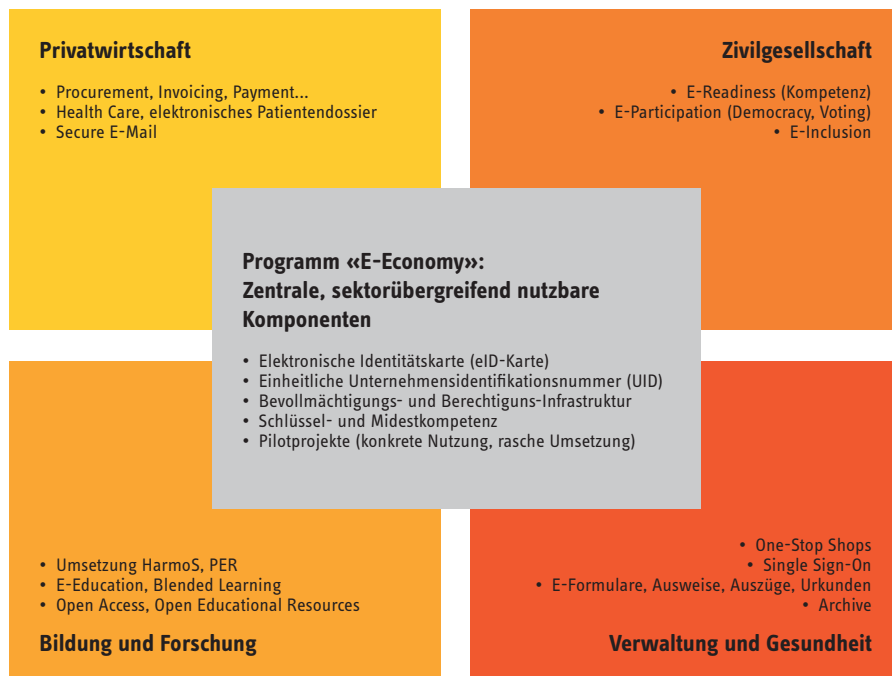 Privatwirtschaft
• Procurement, Invoicing, Payment...
• Health Care, elektronisches Patientendossier
• Secure E-Mail
Zivilgesellschaft
• E-Readiness (Kompetenz)
• E-Participation (Democracy, Voting)
• E-Inclusion
Programm «E-Economy»:
Zentrale, sektorübergreifend nutzbare
Komponenten
• Elektronische Identitätskarte (eID-Karte)
• Einheitliche Unternehmensidentifikationsnummer (UID)
• Bevollmächtigungs- und Berechtiguns-Infrastruktur
• Schlüssel- und Midestkompetenz
• Pilotprojekte (konkrete Nutzung, rasche Umsetzung)
• Umsetzung HarmoS, PER
• E-Education, Blended Learning
• Open Access, Open Educational Resources
Bildung und Forschung
• One-Stop Shops
• Single Sign-On
• E-Formulare, Ausweise, Auszüge, Urkunden
• Archive
Verwaltung und Gesundheit